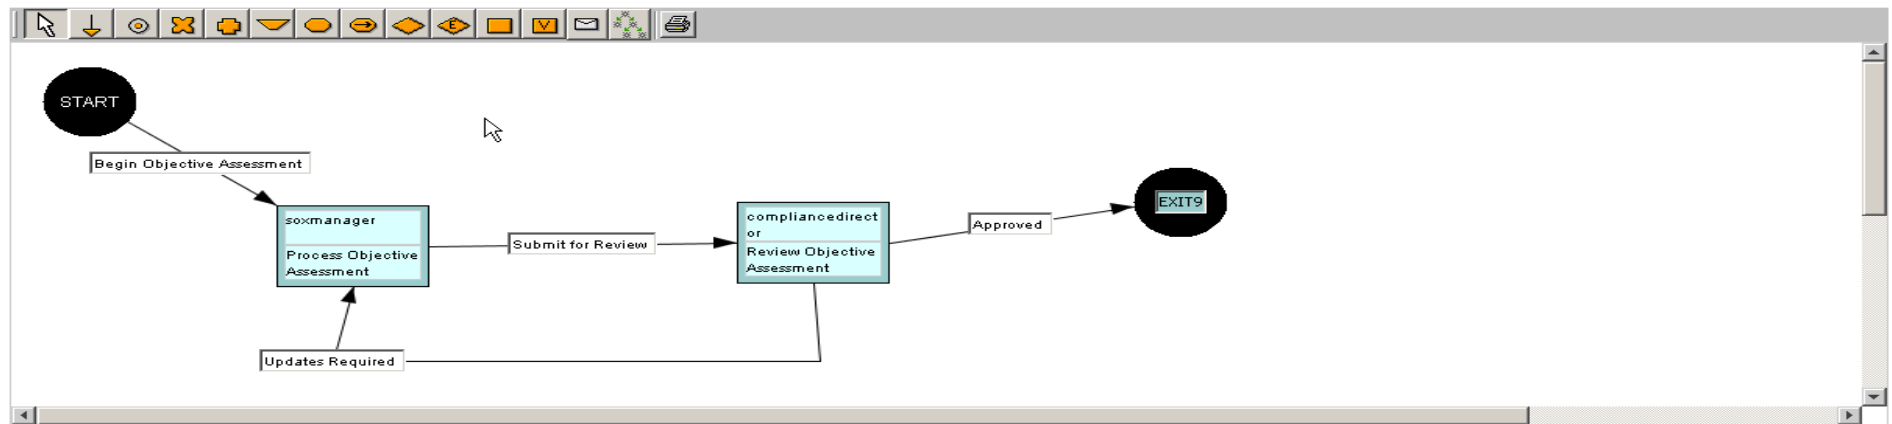 E
V
START
Begin Objective Assessment
soxmanager
Process Objective
Assessment
Submit for Review
compliancedirect
or
Review Objective
Assessment
Approved
EXIT9
Updates Required